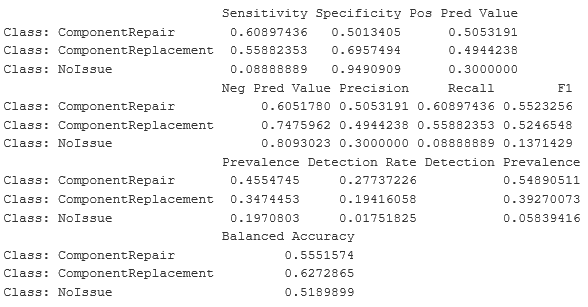 Sensitivity Specificity Pos Pred Value
Class: ComponentRepair 0.60897436 0.5013405 0.5053191
Class: ComponentReplacement 0.55882353 0.6957494 0.4944238
Class: NoIssue 0.08888889 0.9490909 0.3000000
Neg Pred Value Precision Recall F1
Class: ComponentRepair 0.6051780 0.5053191 0.60897436 0.5523256
Class: ComponentReplacement 0.7475962 0.4944238 0.55882353 0.5246548
Class: NoIssue 0.8093023 0.3000000 0.08888889 0.1371429
Prevalence Detection Rate Detection Prevalence
Class: ComponentRepair 0.4554745 0.27737226 0.54890511
Class: ComponentReplacement 0.3474453 0.19416058 0.39270073
Class: NoIssue 0.1970803 0.01751825 0.05839416
Balanced Accuracy
Class: ComponentRepair 0.5551574
Class: ComponentReplacement 0.6272865
Class: NoIssue 0.5189899